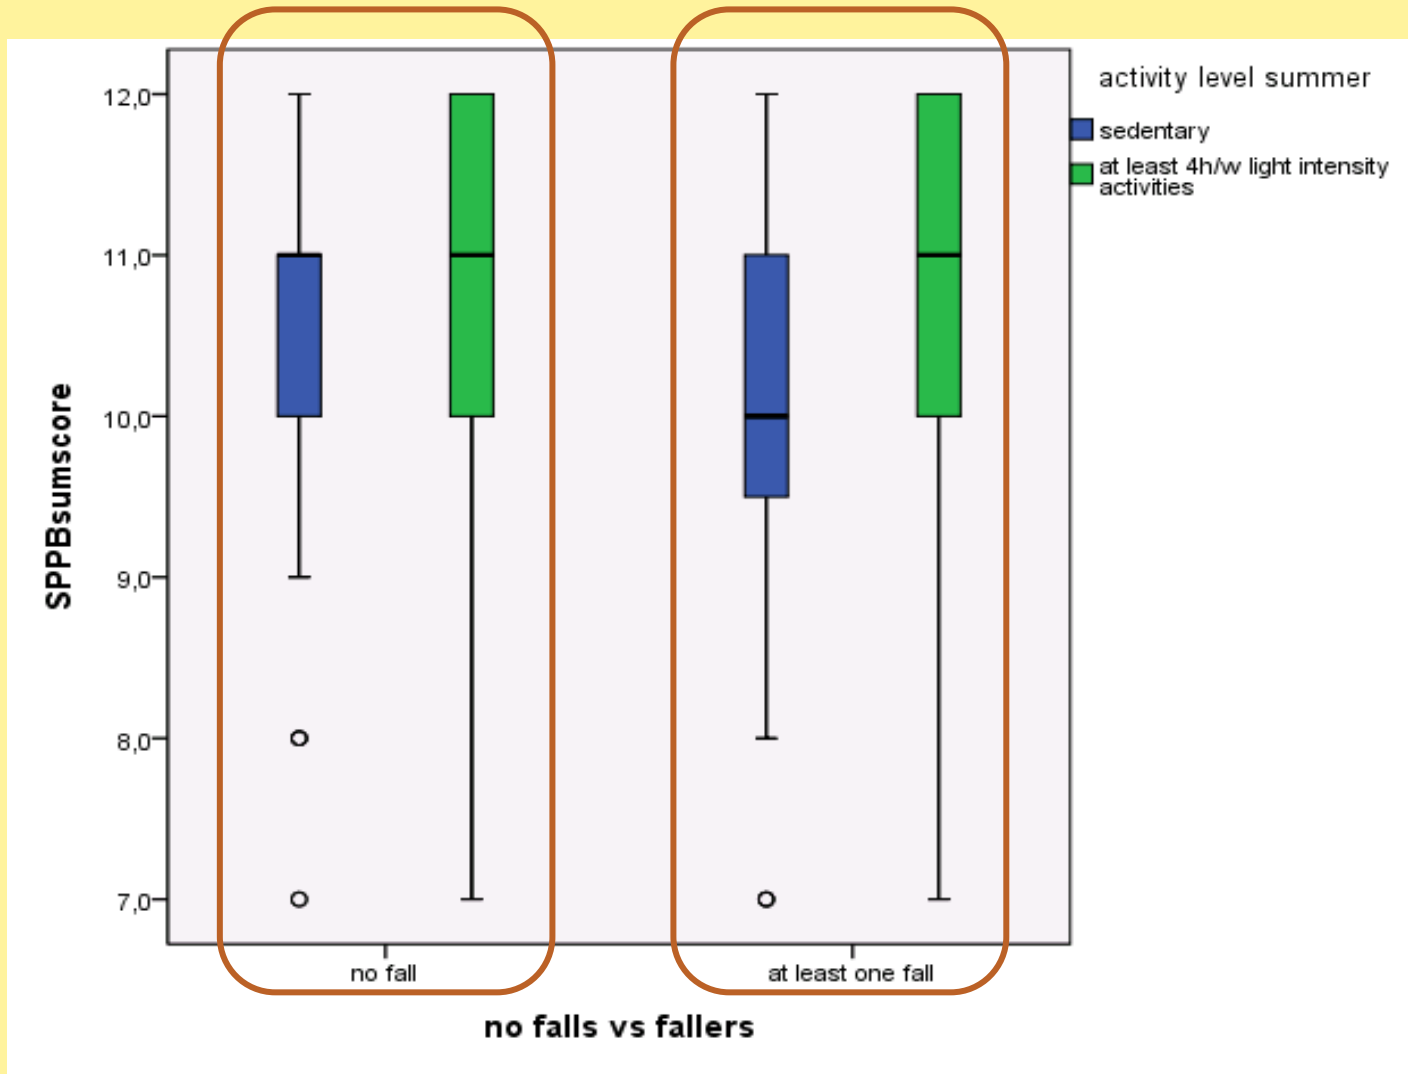 activity level summer
sedentary
at least 4h/w light intensity
activities
12,0
11,0
10,0
9,0
8,0
7,0
SPPBsumscore
no fall
at least one fall
no falls vs fallers